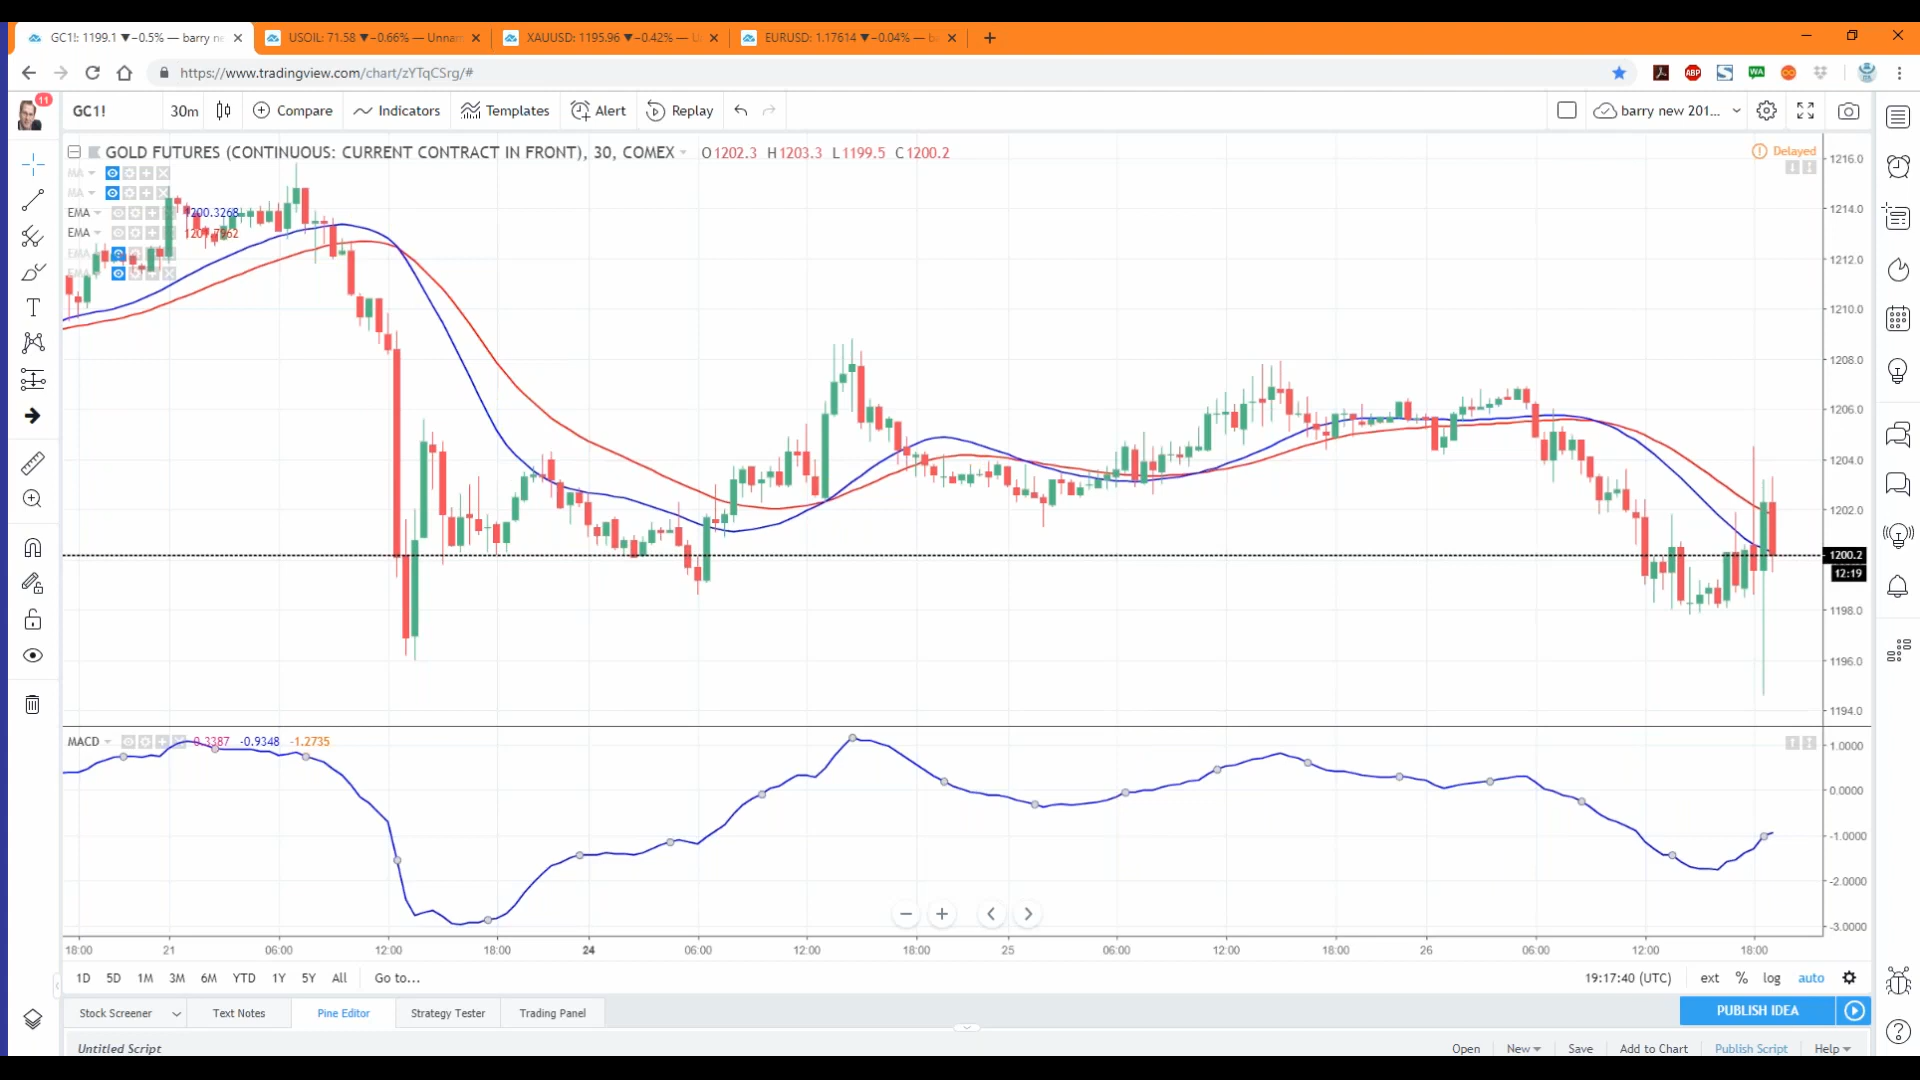 GC1!: 1199.1 ▼−0.5% — barry ne
USOIL: 71.58 ▼−0.66% — Unnam
XAUUSD: 1195.96 ▼−0.42% — U
EURUSD: 1.17614 ▼−0.04% — b
https://www.tradingview.com/chart/zYTqCSrg/#
ABP
WA
11
GC1!
30m
Compare
Indicators
Templates
Alert
Replay
barry new 201...
GOLD FUTURES (CONTINUOUS: CURRENT CONTRACT IN FRONT), 30, COMEX
O1202.3 H1203.3 L1199.5 C1200.2
Delayed
MA
MA
EMA 1200.3268
EMA
EMA
EMA
1216.0
1214.0
1212.0
1210.0
1208.0
1206.0
1204.0
1202.0
1200.2
12:19
1198.0
1196.0
1194.0
MACD 0.3387 -0.9348 -1.2735
1.0000
0.0000
-1.0000
-2.0000
-3.0000
18:00 21 06:00 12:00 18:00 24 06:00 12:00 18:00 25 06:00 12:00 18:00 26 06:00 12:00 18:00
1D 5D 1M 3M 6M YTD 1Y 5Y All Go to...
19:17:40 (UTC) ext % log auto
Stock Screener Text Notes Pine Editor Strategy Tester Trading Panel
PUBLISH IDEA
Untitled Script
Open New Save Add to Chart Publish Script Help